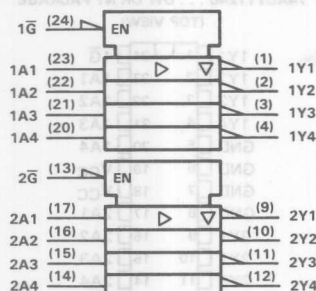 1G̅ (24) EN
1A1 (23) ▷ ▽ (1) 1Y1
1A2 (22) (2) 1Y2
1A3 (21) (3) 1Y3
1A4 (20) (4) 1Y4
2G̅ (13) EN
2A1 (17) ▷ ▽ (9) 2Y1
2A2 (16) (10) 2Y2
2A3 (15) (11) 2Y3
2A4 (14) (12) 2Y4